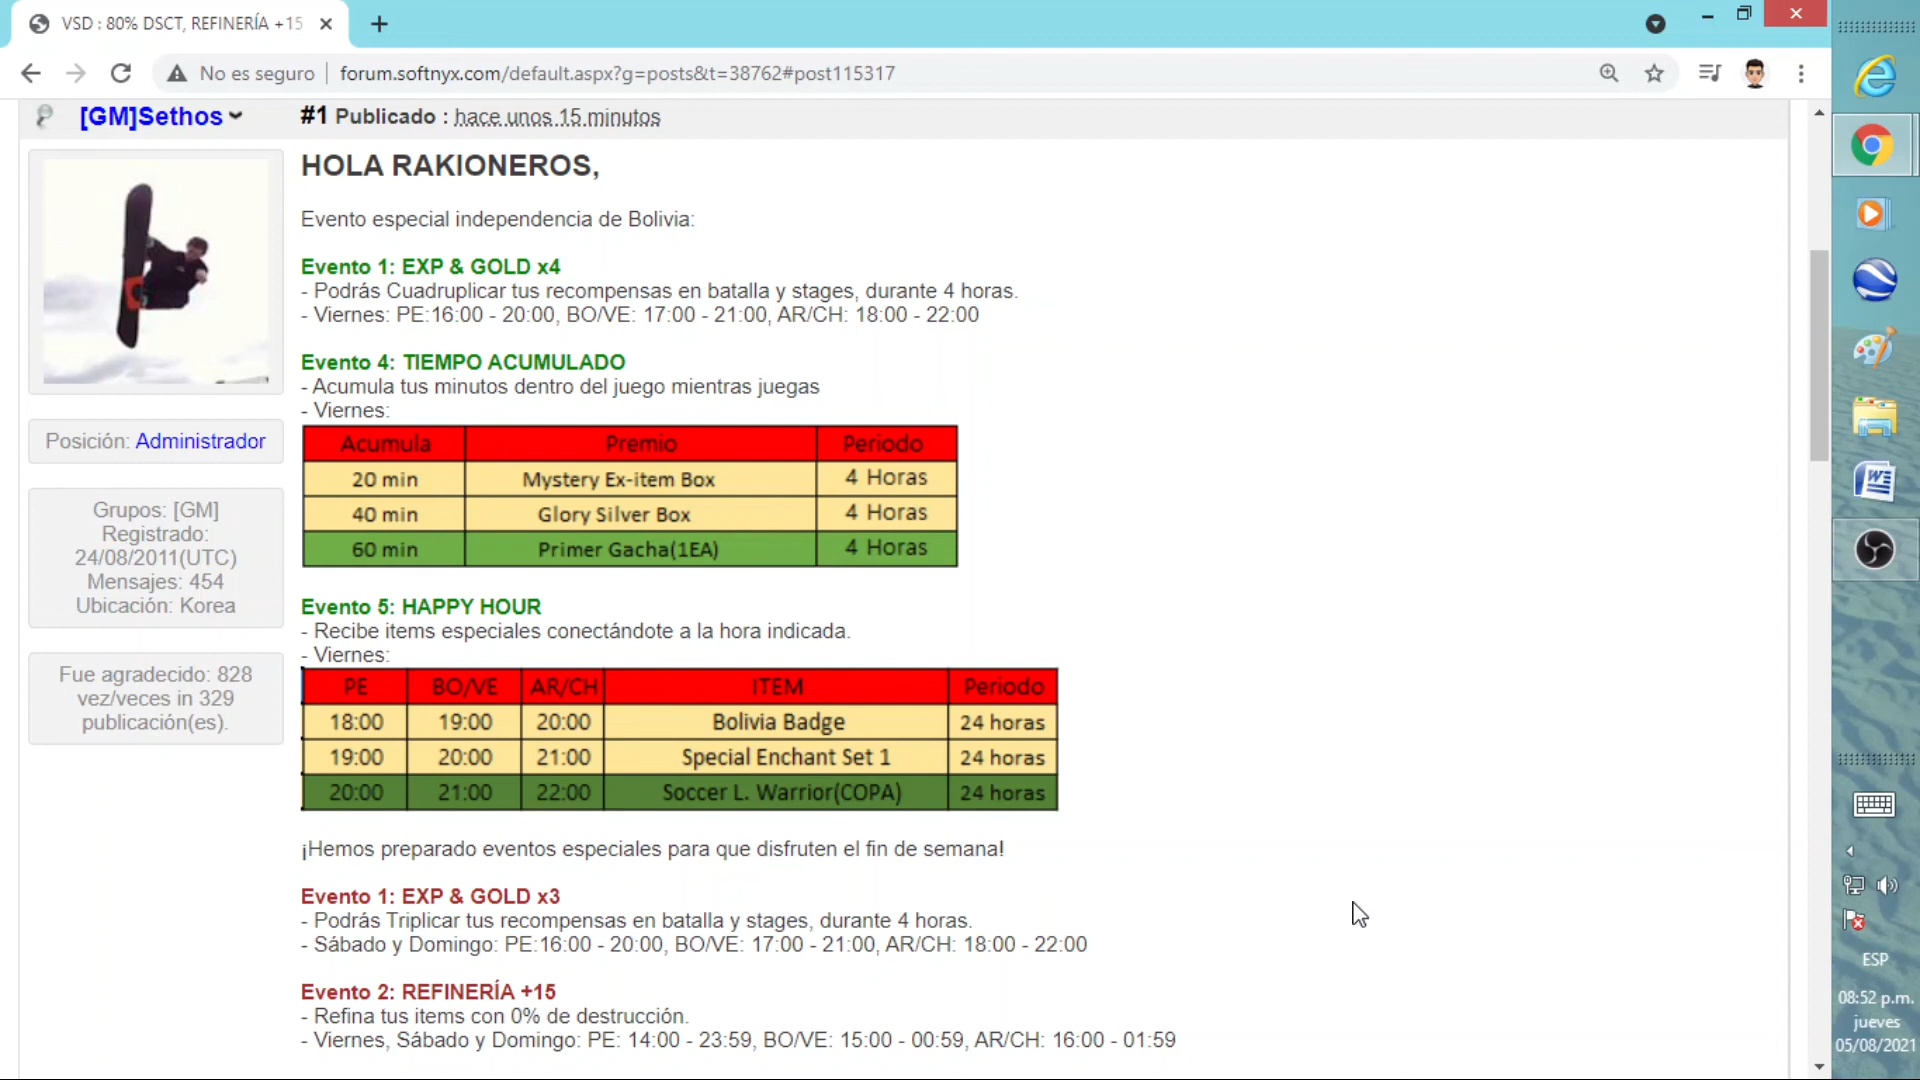 VSD : 80% DSCT, REFINERÍA +15
No es seguro
forum.softnyx.com/default.aspx?g=posts&t=38762#post115317
[GM]Sethos
#1 Publicado : hace unos 15 minutos
HOLA RAKIONEROS,
Evento especial independencia de Bolivia:
Evento 1: EXP & GOLD x4
- Podrás Cuadruplicar tus recompensas en batalla y stages, durante 4 horas.
- Viernes: PE:16:00 - 20:00, BO/VE: 17:00 - 21:00, AR/CH: 18:00 - 22:00
Evento 4: TIEMPO ACUMULADO
- Acumula tus minutos dentro del juego mientras juegas
- Viernes:
Acumula Premio Periodo
20 min Mystery Ex-item Box 4 Horas
40 min Glory Silver Box 4 Horas
60 min Primer Gacha(1EA) 4 Horas
Evento 5: HAPPY HOUR
- Recibe items especiales conectándote a la hora indicada.
- Viernes:
PE BO/VE AR/CH ITEM Periodo
18:00 19:00 20:00 Bolivia Badge 24 horas
19:00 20:00 21:00 Special Enchant Set 1 24 horas
20:00 21:00 22:00 Soccer L. Warrior(COPA) 24 horas
¡Hemos preparado eventos especiales para que disfruten el fin de semana!
Evento 1: EXP & GOLD x3
- Podrás Triplicar tus recompensas en batalla y stages, durante 4 horas.
- Sábado y Domingo: PE:16:00 - 20:00, BO/VE: 17:00 - 21:00, AR/CH: 18:00 - 22:00
Evento 2: REFINERÍA +15
- Refina tus items con 0% de destrucción.
- Viernes, Sábado y Domingo: PE: 14:00 - 23:59, BO/VE: 15:00 - 00:59, AR/CH: 16:00 - 01:59
Posición: Administrador
Grupos: [GM]
Registrado:
24/08/2011(UTC)
Mensajes: 454
Ubicación: Korea
Fue agradecido: 828
vez/veces in 329
publicación(es).
ESP
08:52 p.m.
jueves
05/08/2021